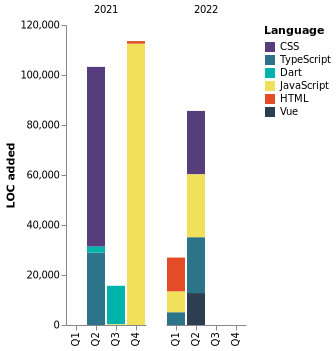 2021 2022
Language
CSS
TypeScript
Dart
JavaScript
HTML
Vue
LOC added
120,000
100,000
80,000
60,000
40,000
20,000
0
Q1 Q2 Q3 Q4 Q1 Q2 Q3 Q4